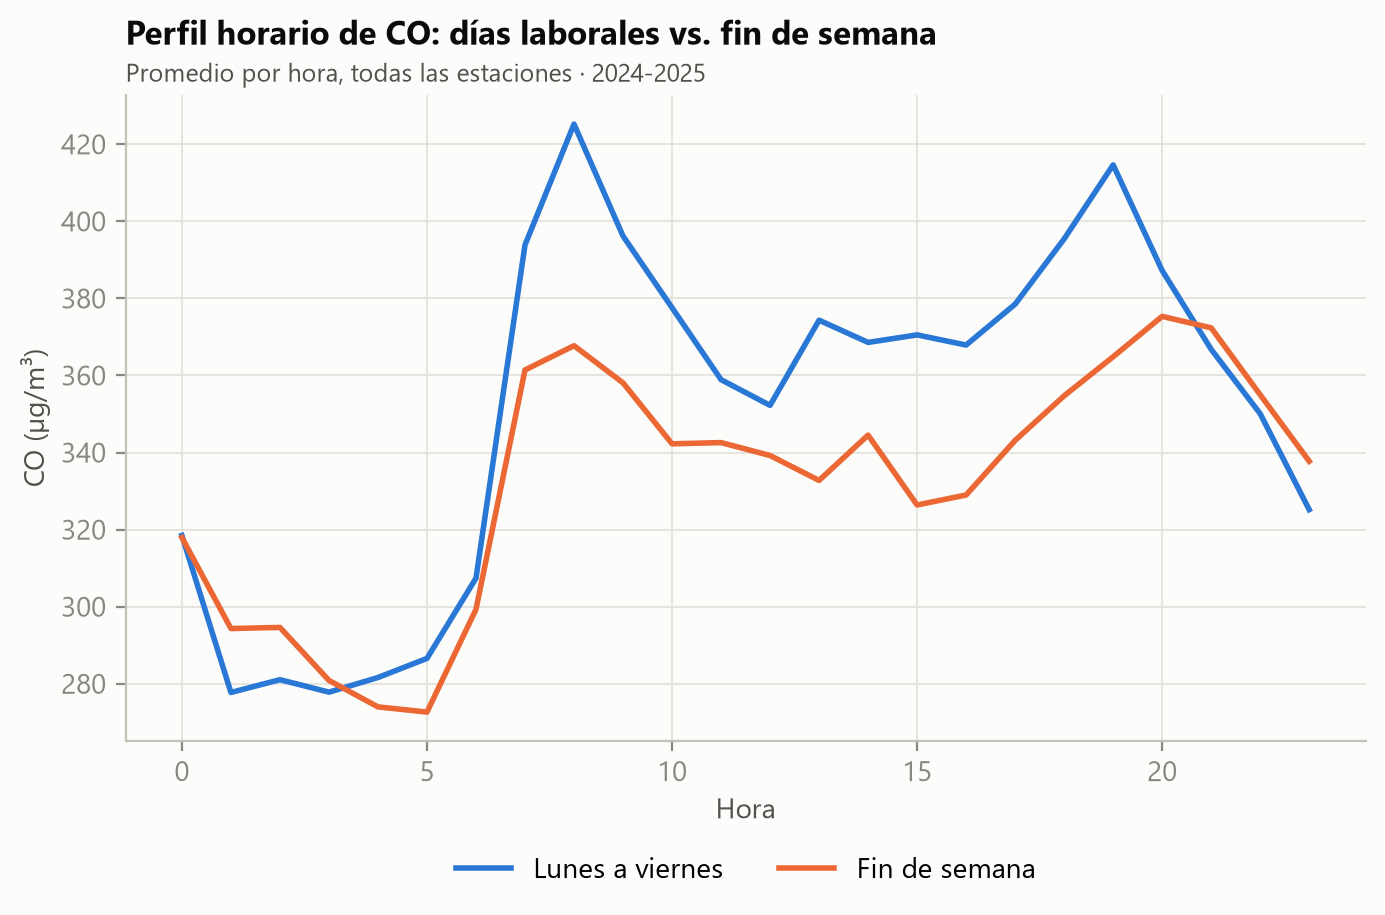 Perfil horario de CO: días laborales vs. fin de semana
Promedio por hora, todas las estaciones · 2024-2025
420
400
380
360
340
320
300
280
CO (µg/m³)
0 5 10 15 20
Hora
Lunes a viernes Fin de semana